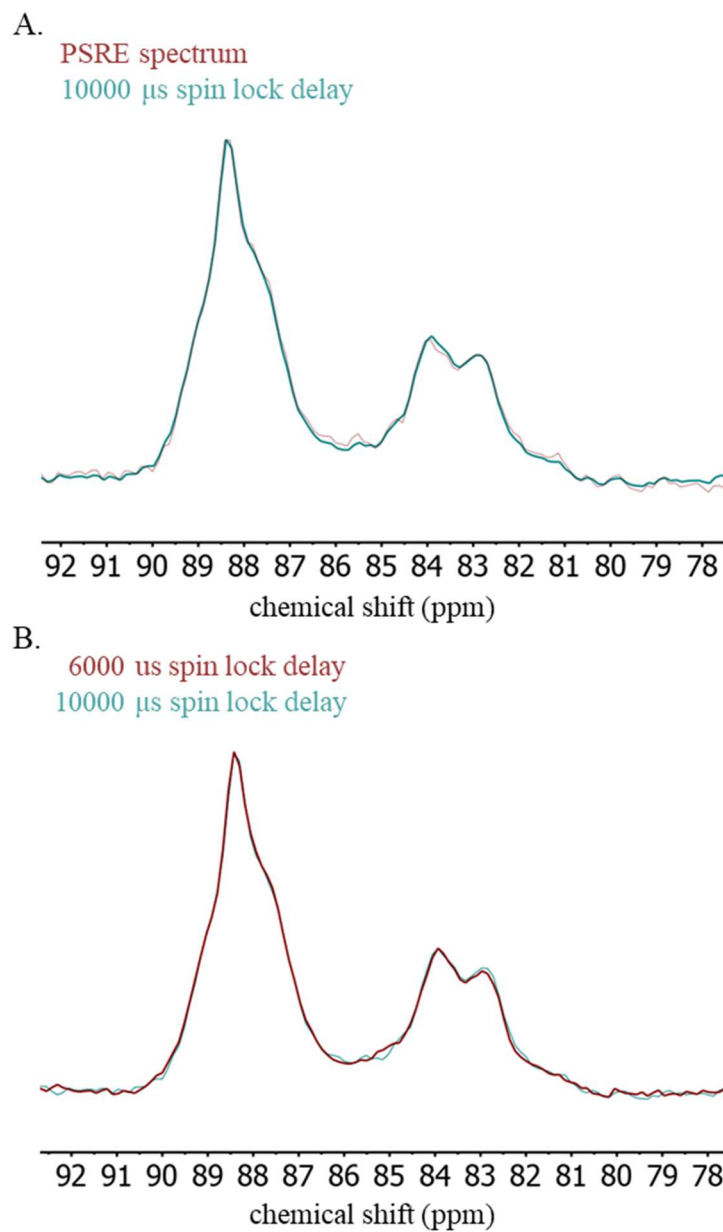 A.
PSRE spectrum
10000 μs spin lock delay
92 91 90 89 88 87 86 85 84 83 82 81 80 79 78
chemical shift (ppm)
B.
6000 us spin lock delay
10000 μs spin lock delay
92 91 90 89 88 87 86 85 84 83 82 81 80 79 78
chemical shift (ppm)